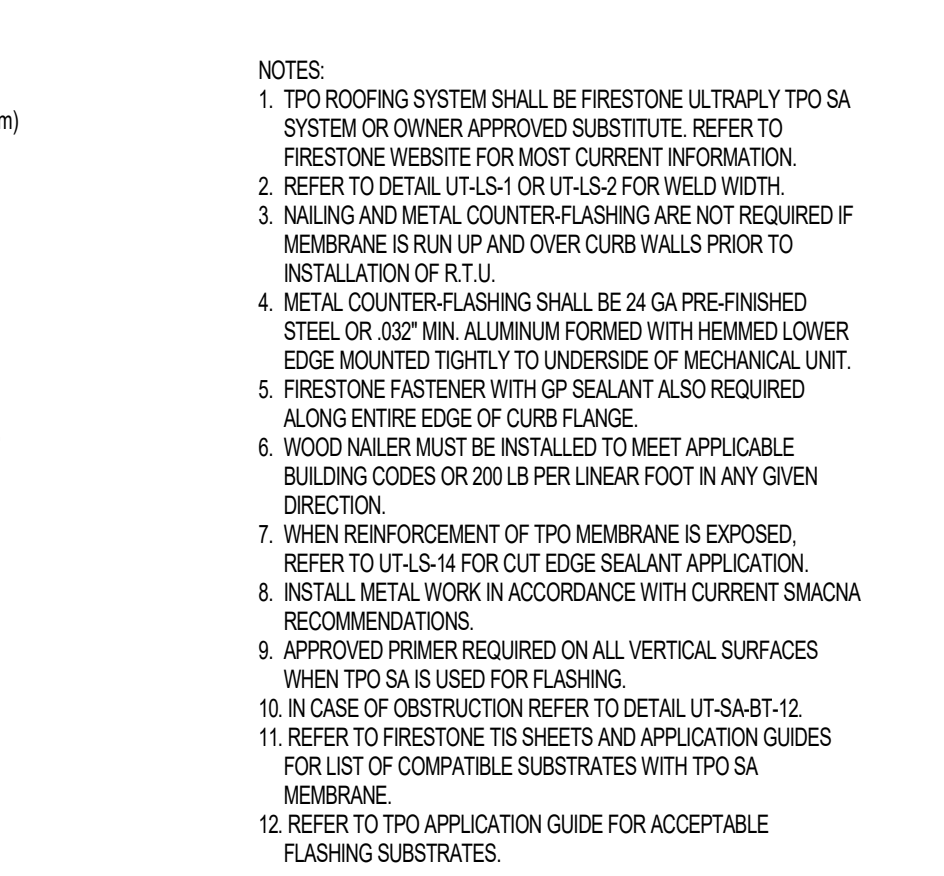 m)
NOTES:
1. TPO ROOFING SYSTEM SHALL BE FIRESTONE ULTRAPLY TPO SA
SYSTEM OR OWNER APPROVED SUBSTITUTE. REFER TO
FIRESTONE WEBSITE FOR MOST CURRENT INFORMATION.
2. REFER TO DETAIL UT-LS-1 OR UT-LS-2 FOR WELD WIDTH.
3. NAILING AND METAL COUNTER-FLASHING ARE NOT REQUIRED IF
MEMBRANE IS RUN UP AND OVER CURB WALLS PRIOR TO
INSTALLATION OF R.T.U.
4. METAL COUNTER-FLASHING SHALL BE 24 GA PRE-FINISHED
STEEL OR .032" MIN. ALUMINUM FORMED WITH HEMMED LOWER
EDGE MOUNTED TIGHTLY TO UNDERSIDE OF MECHANICAL UNIT.
5. FIRESTONE FASTENER WITH GP SEALANT ALSO REQUIRED
ALONG ENTIRE EDGE OF CURB FLANGE.
6. WOOD NAILER MUST BE INSTALLED TO MEET APPLICABLE
BUILDING CODES OR 200 LB PER LINEAR FOOT IN ANY GIVEN
DIRECTION.
7. WHEN REINFORCEMENT OF TPO MEMBRANE IS EXPOSED,
REFER TO UT-LS-14 FOR CUT EDGE SEALANT APPLICATION.
8. INSTALL METAL WORK IN ACCORDANCE WITH CURRENT SMACNA
RECOMMENDATIONS.
9. APPROVED PRIMER REQUIRED ON ALL VERTICAL SURFACES
WHEN TPO SA IS USED FOR FLASHING.
10. IN CASE OF OBSTRUCTION REFER TO DETAIL UT-SA-BT-12.
11. REFER TO FIRESTONE TIS SHEETS AND APPLICATION GUIDES
FOR LIST OF COMPATIBLE SUBSTRATES WITH TPO SA
MEMBRANE.
12. REFER TO TPO APPLICATION GUIDE FOR ACCEPTABLE
FLASHING SUBSTRATES.